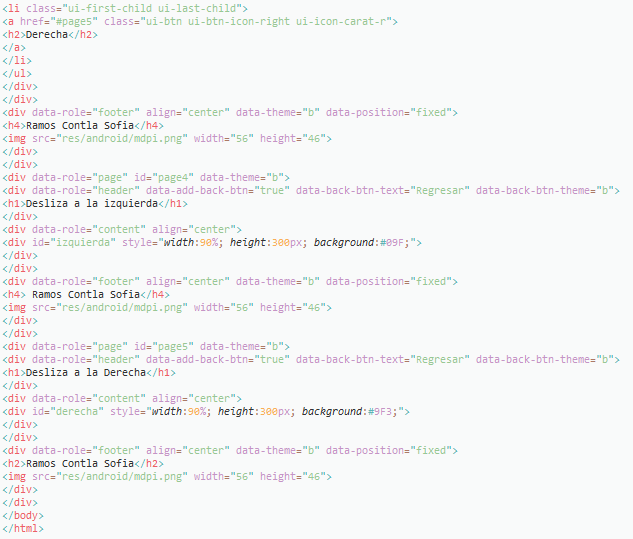 <li class="ui-first-child ui-last-child">
<a href="#page5" class="ui-btn ui-btn-icon-right ui-icon-carat-r">
<h2>Derecha</h2>
</a>
</li>
</ul>
</div>
</div>
<div data-role="footer" align="center" data-theme="b" data-position="fixed">
<h4>Ramos Contla Sofia</h4>
<img src="res/android/mdpi.png" width="56" height="46">
</div>
</div>
<div data-role="page" id="page4" data-theme="b">
<div data-role="header" data-add-back-btn="true" data-back-btn-text="Regresar" data-back-btn-theme="b">
<h1>Desliza a la izquierda</h1>
</div>
<div data-role="content" align="center">
<div id="izquierda" style="width:90%; height:300px; background:#09F;">
</div>
</div>
<div data-role="footer" align="center" data-theme="b" data-position="fixed">
<h4> Ramos Contla Sofia</h4>
<img src="res/android/mdpi.png" width="56" height="46">
</div>
</div>
<div data-role="page" id="page5" data-theme="b">
<div data-role="header" data-add-back-btn="true" data-back-btn-text="Regresar" data-back-btn-theme="b">
<h1>Desliza a la Derecha</h1>
</div>
<div data-role="content" align="center">
<div id="derecha" style="width:90%; height:300px; background:#9F3;">
</div>
</div>
<div data-role="footer" align="center" data-theme="b" data-position="fixed">
<h2>Ramos Contla Sofia</h2>
<img src="res/android/mdpi.png" width="56" height="46">
</div>
</div>
</body>
</html>